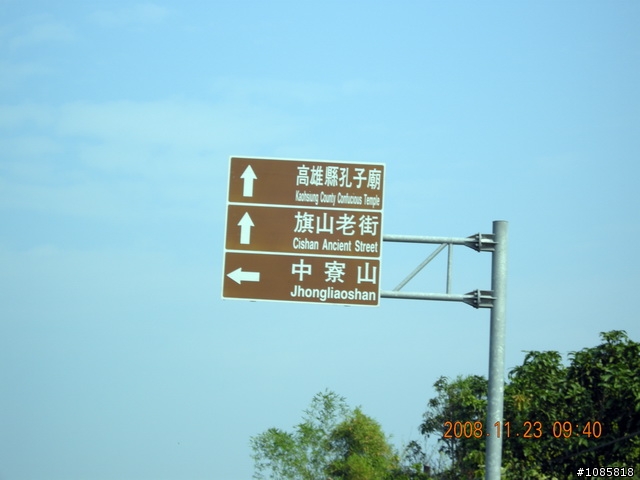 高雄縣孔子廟
Kaohsiung County Confucious Temple
旗山老街
Cishan Ancient Street
中寮山
Jhongliaoshan
2008.11.23 09:40
#1085818